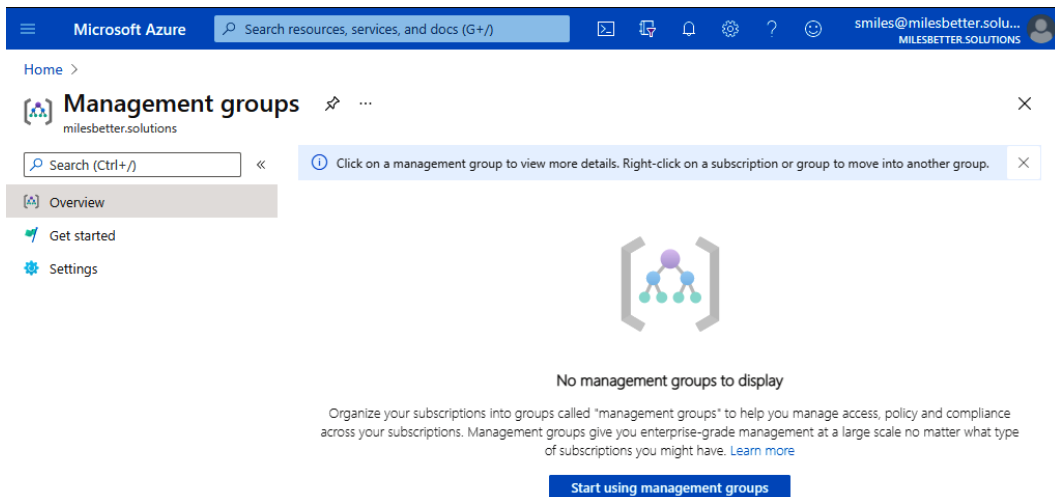 Microsoft Azure
Search resources, services, and docs (G+/)
smiles@milesbetter.solu...
MILESBETTER.SOLUTIONS
Home >
Management groups
milesbetter.solutions
Search (Ctrl+/)
Click on a management group to view more details. Right-click on a subscription or group to move into another group.
Overview
Get started
Settings
No management groups to display
Organize your subscriptions into groups called "management groups" to help you manage access, policy and compliance
across your subscriptions. Management groups give you enterprise-grade management at a large scale no matter what type
of subscriptions you might have. Learn more
Start using management groups